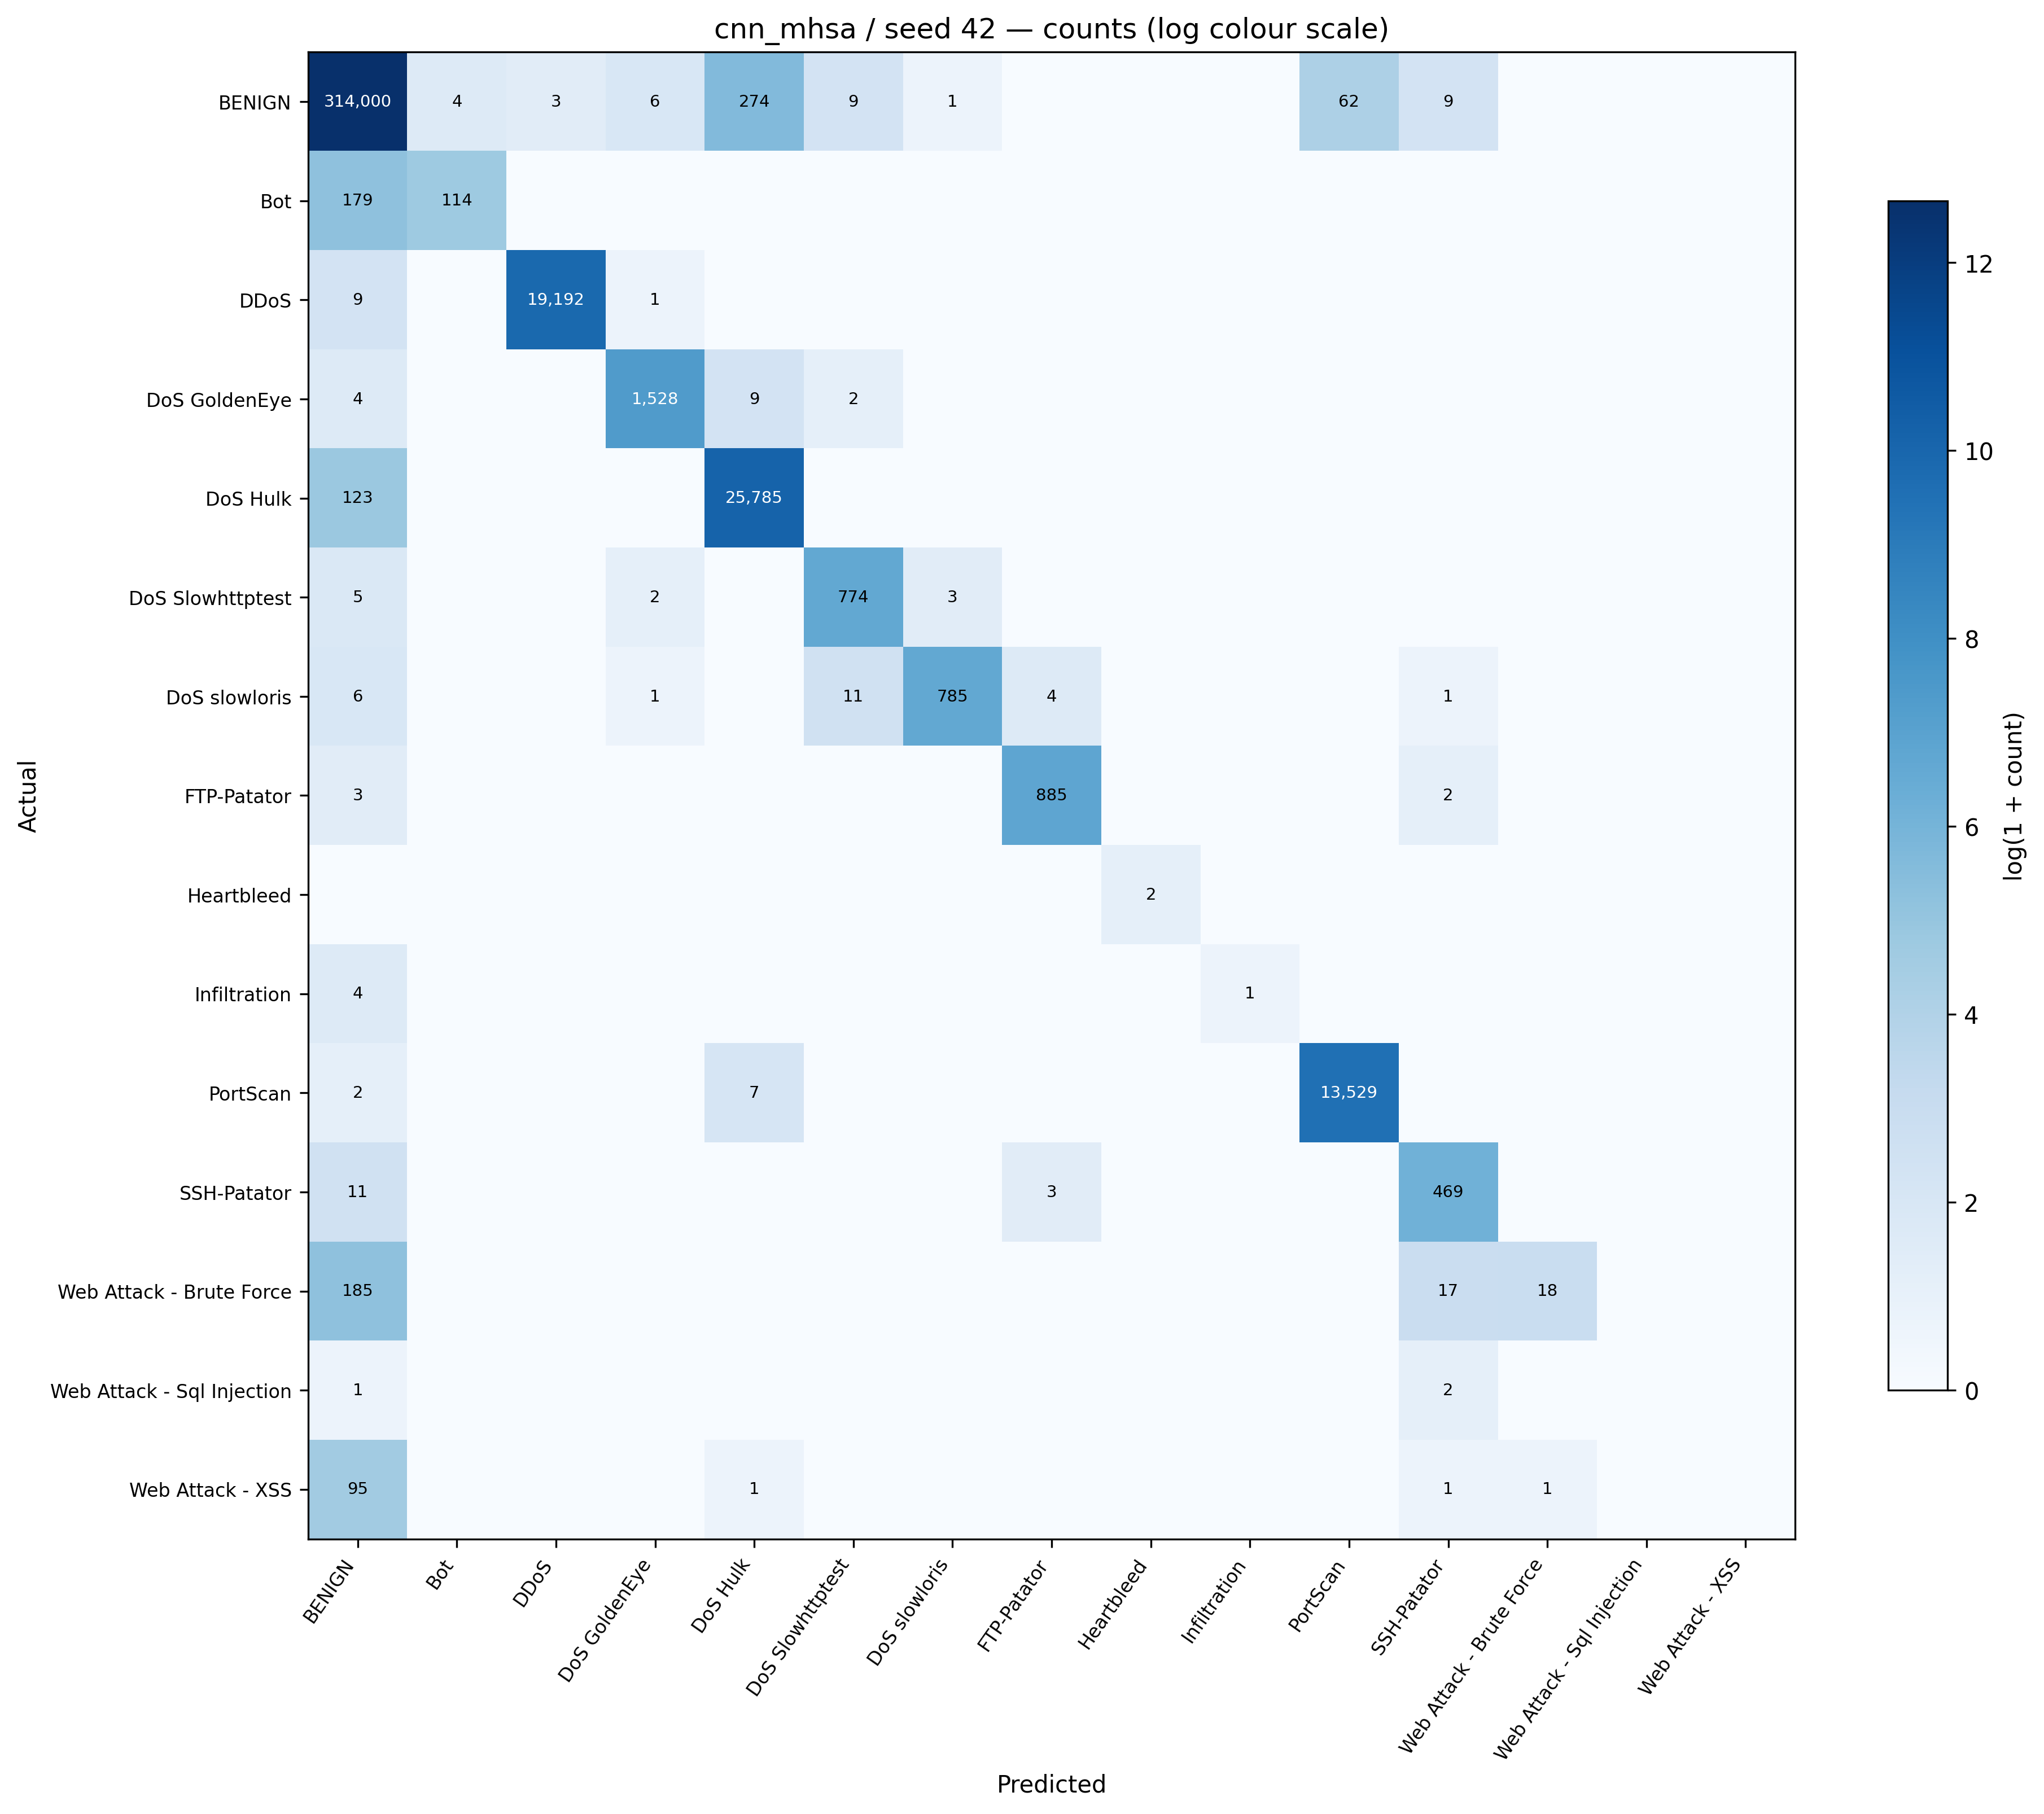 cnn_mhsa / seed 42 — counts (log colour scale)
BENIGN 314,000 4 3 6 274 9 1 62 9
Bot 179 114
DDoS 9 19,192 1
DoS GoldenEye 4 1,528 9 2
DoS Hulk 123 25,785
DoS Slowhttptest 5 2 774 3
DoS slowloris 6 1 11 785 4 1
FTP-Patator 3 885 2
Heartbleed 2
Infiltration 4 1
PortScan 2 7 13,529
SSH-Patator 11 3 469
Web Attack - Brute Force 185 17 18
Web Attack - Sql Injection 1 2
Web Attack - XSS 95 1 1 1
Actual
BENIGN
Bot
DDoS
DoS GoldenEye
DoS Hulk
DoS Slowhttptest
DoS slowloris
FTP-Patator
Heartbleed
Infiltration
PortScan
SSH-Patator
Web Attack - Brute Force
Web Attack - Sql Injection
Web Attack - XSS
Predicted
12
10
8
6
4
2
0
log(1 + count)